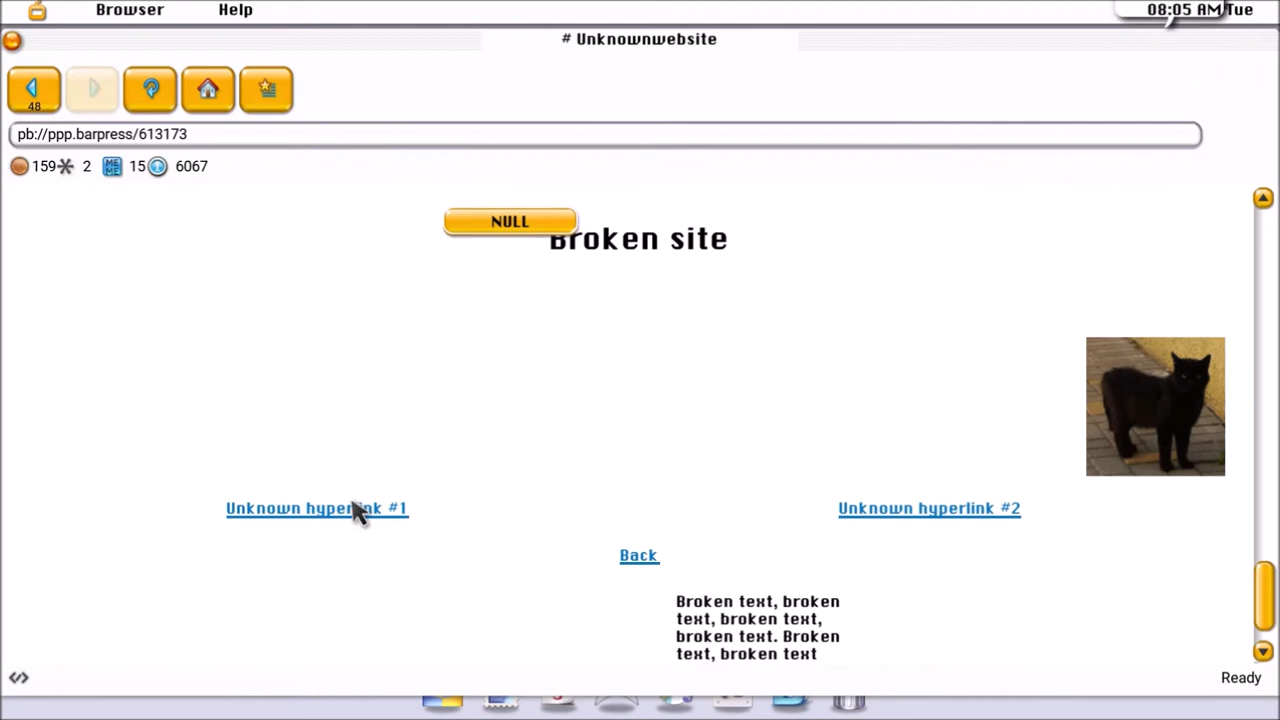 Browser Help 08:05 AM Tue
# Unknownwebsite
48
pb://ppp.barpress/613173
159 2 MEME 15 6067
NULL
Broken site
Unknown hyperlink #1 Unknown hyperlink #2
Back
Broken text, broken
text, broken text,
broken text. Broken
text, broken text
Ready